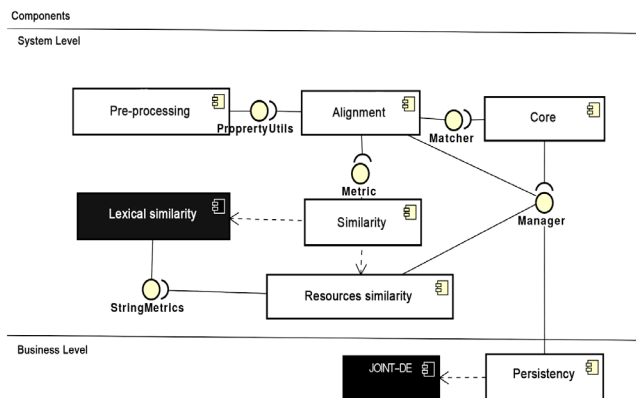 Components
System Level
Pre-processing
Alignment
Core
ProprertyUtils
Matcher
Metric
Lexical similarity
Similarity
Manager
Resources similarity
StringMetrics
Business Level
JOINT-DE
Persistency